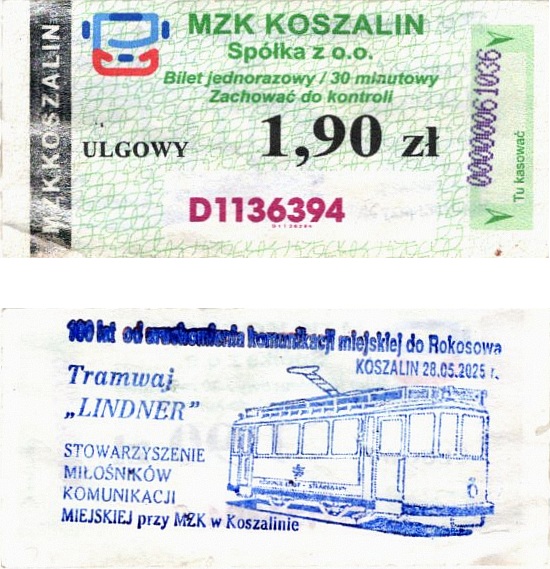 MZK KOSZALIN
MZK KOSZALIN
Spółka z o.o.
Bilet jednorazowy / 30 minutowy
Zachować do kontroli
ULGOWY
1,90 zł
D1136394
D1136394
Tu kasować
100 lat od uruchomienia komunikacji miejskiej do Rokosowa
KOSZALIN 28.05.2025 r.
Tramwaj
„LINDNER”
STOWARZYSZENIE
MIŁOŚNIKÓW
KOMUNIKACJI
MIEJSKIEJ przy MZK w Koszalinie